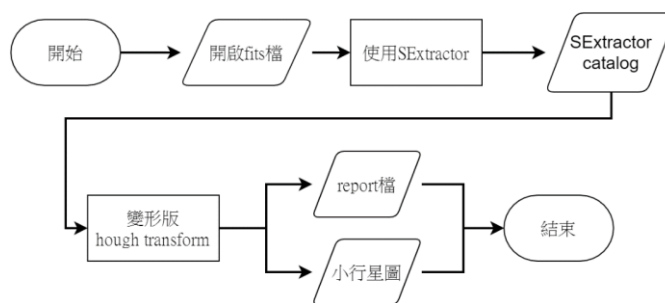 開始
開啟fits檔
使用SExtractor
SExtractor
catalog
變形版
hough transform
report檔
小行星圖
結束